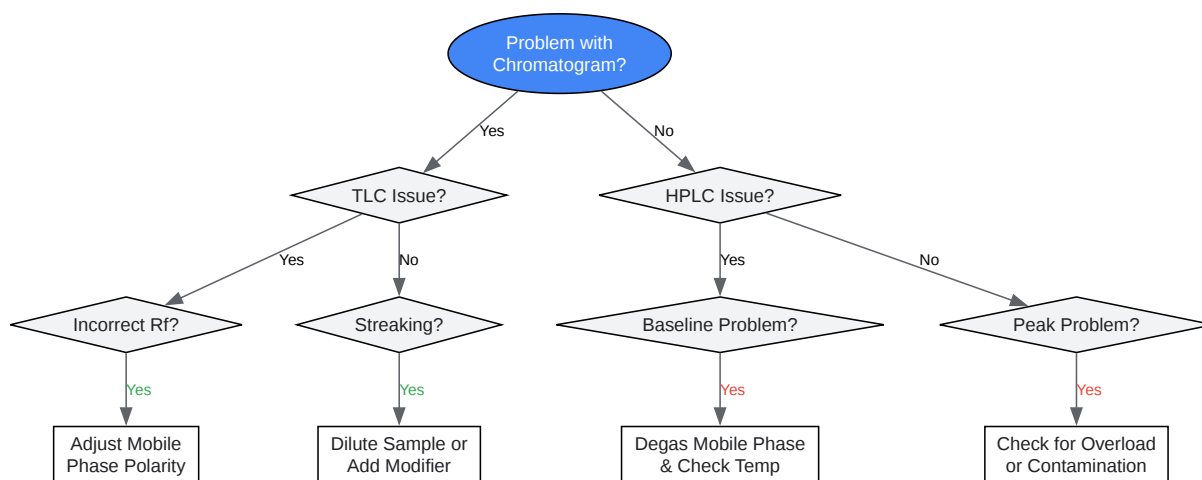 Problem with
Chromatogram?
Yes
No
TLC Issue?
HPLC Issue?
Yes
No
Yes
No
Incorrect Rf?
Streaking?
Baseline Problem?
Peak Problem?
Yes
Yes
Yes
Yes
Adjust Mobile
Phase Polarity
Dilute Sample or
Add Modifier
Degas Mobile Phase
& Check Temp
Check for Overload
or Contamination